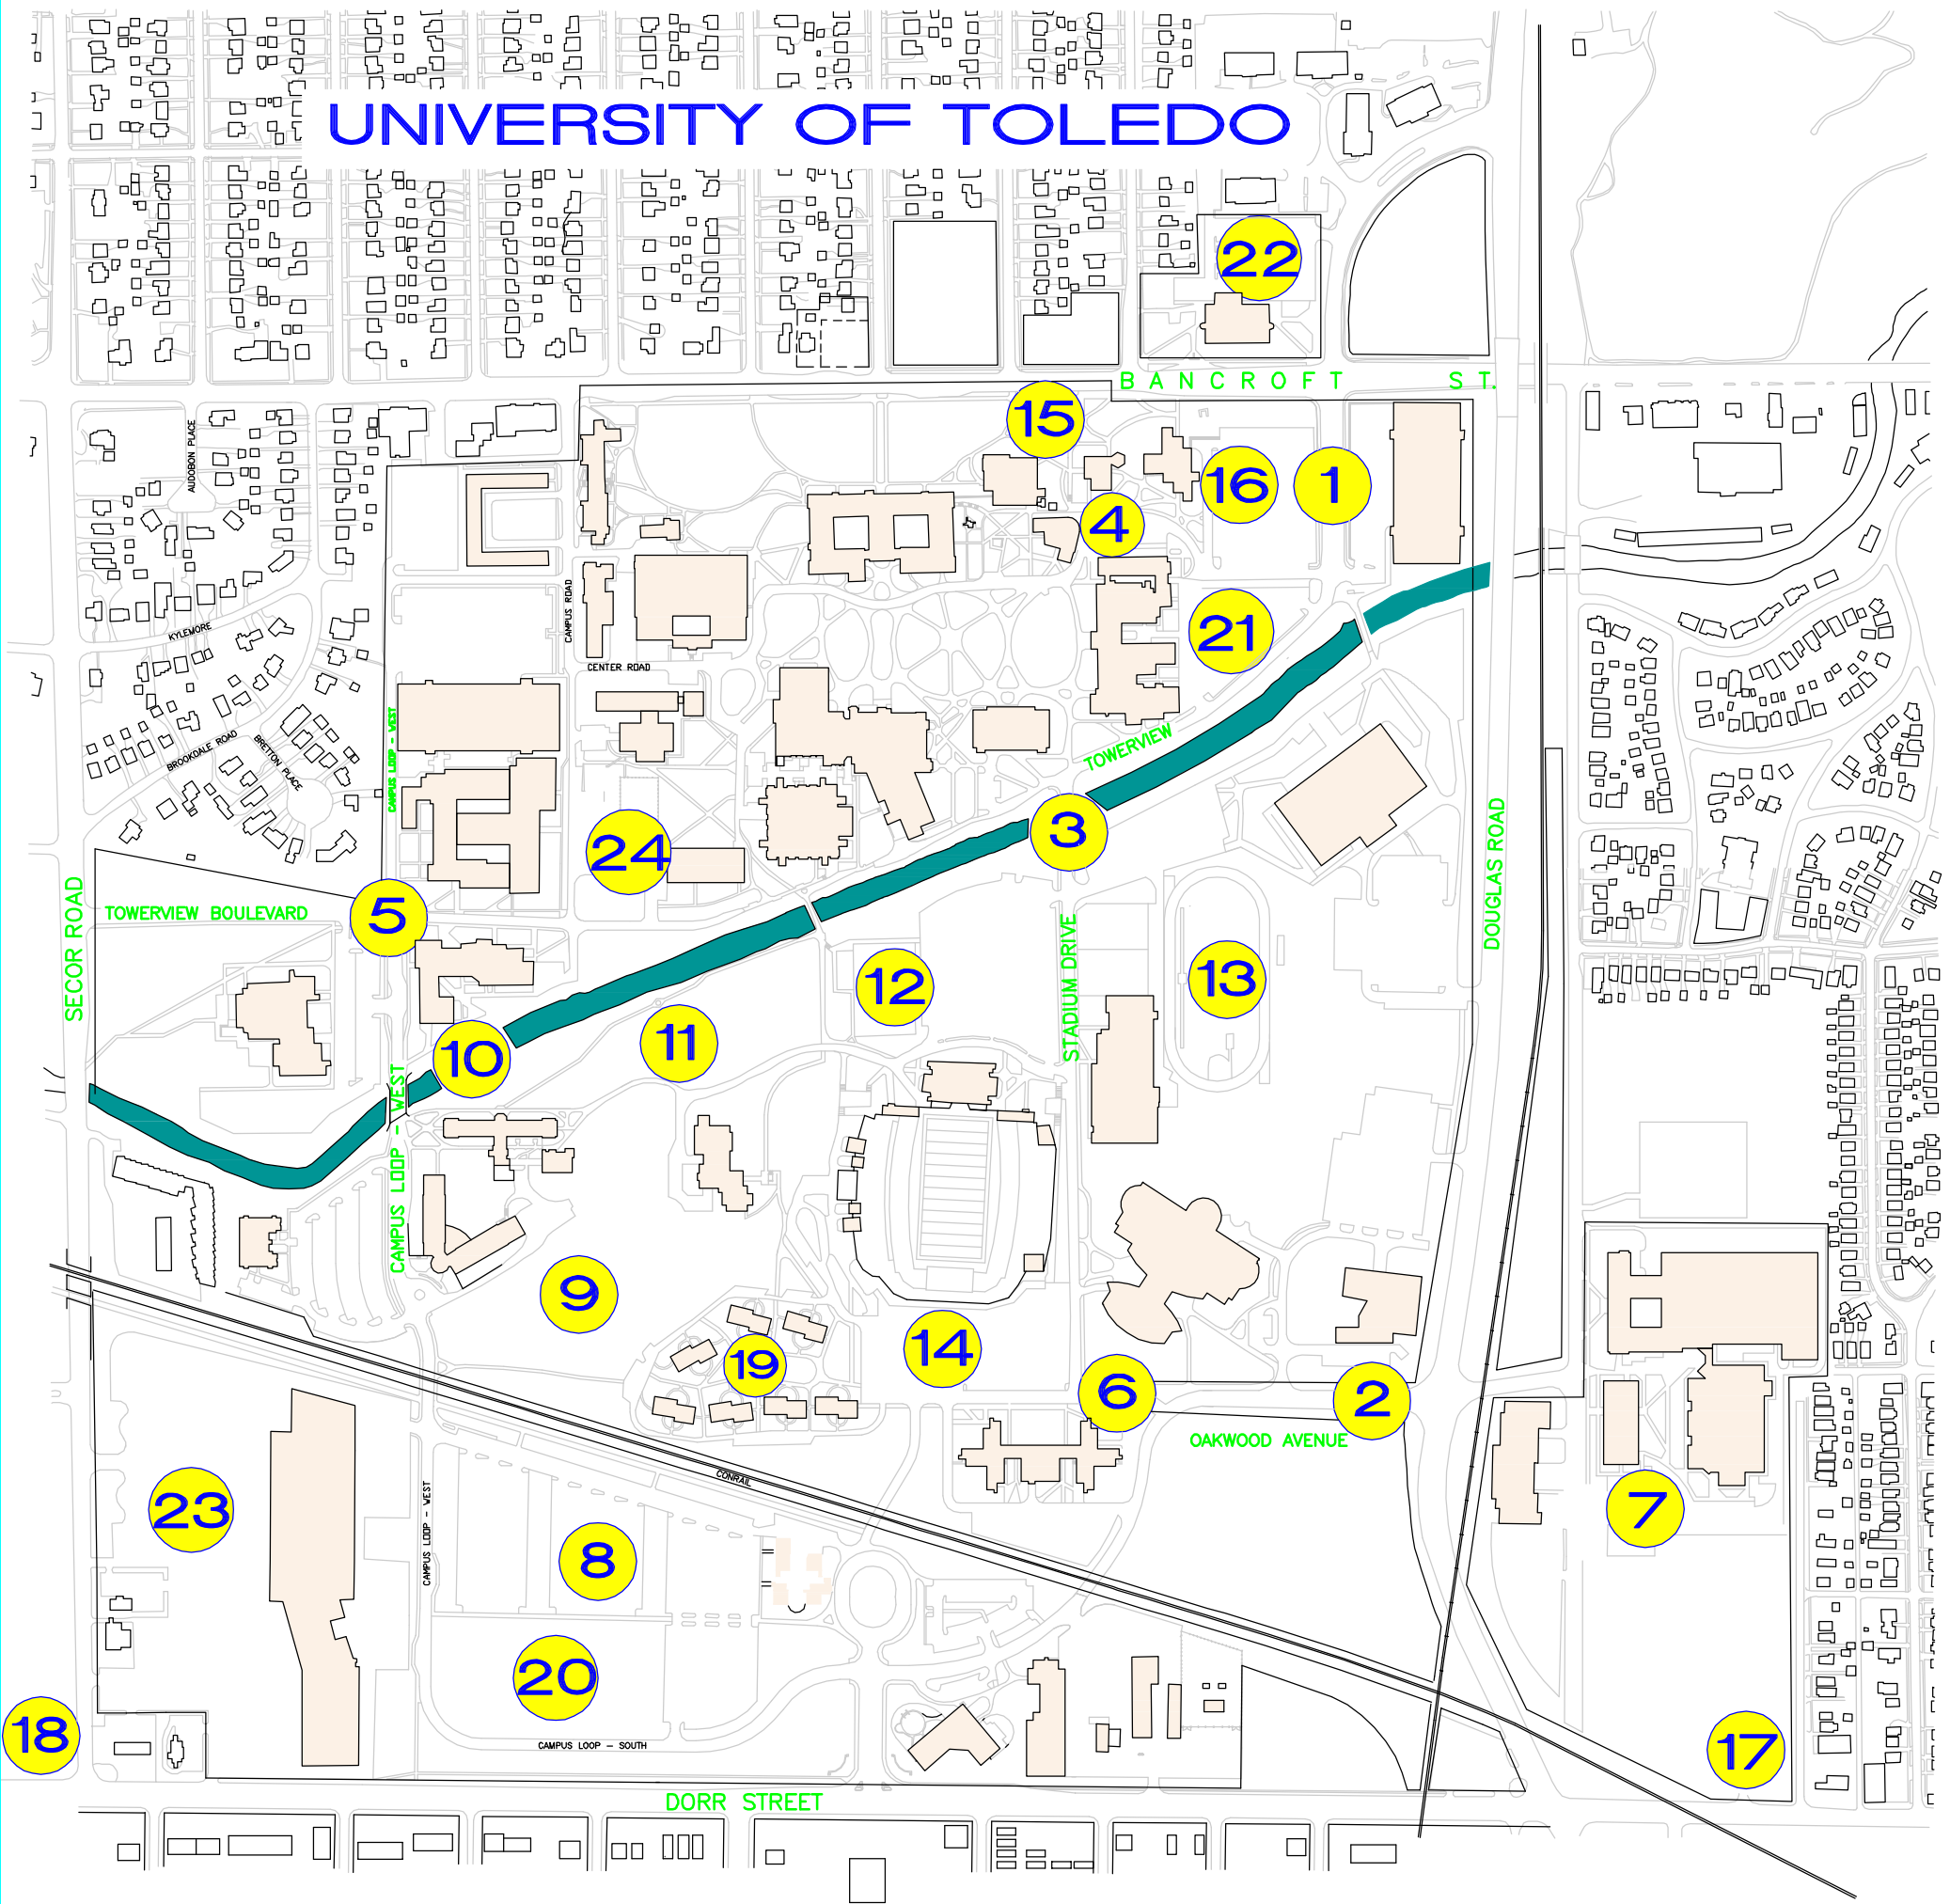 UNIVERSITY OF TOLEDO
22
BANCROFT ST.
15
AUDOBON PLACE
16
1
4
CAMPUS ROAD
21
KYLEMORE
CENTER ROAD
CAMPUS LOOP - WEST
BROOKDALE ROAD
BRETTON PLACE
TOWERVIEW
3
24
DOUGLAS ROAD
5
TOWERVIEW BOULEVARD
SECOR ROAD
STADIUM DRIVE
12
13
11
10
CAMPUS LOOP - WEST
9
14
19
6
2
OAKWOOD AVENUE
CONRAIL
23
CAMPUS LOOP - WEST
7
8
20
18
CAMPUS LOOP - SOUTH
17
DORR STREET